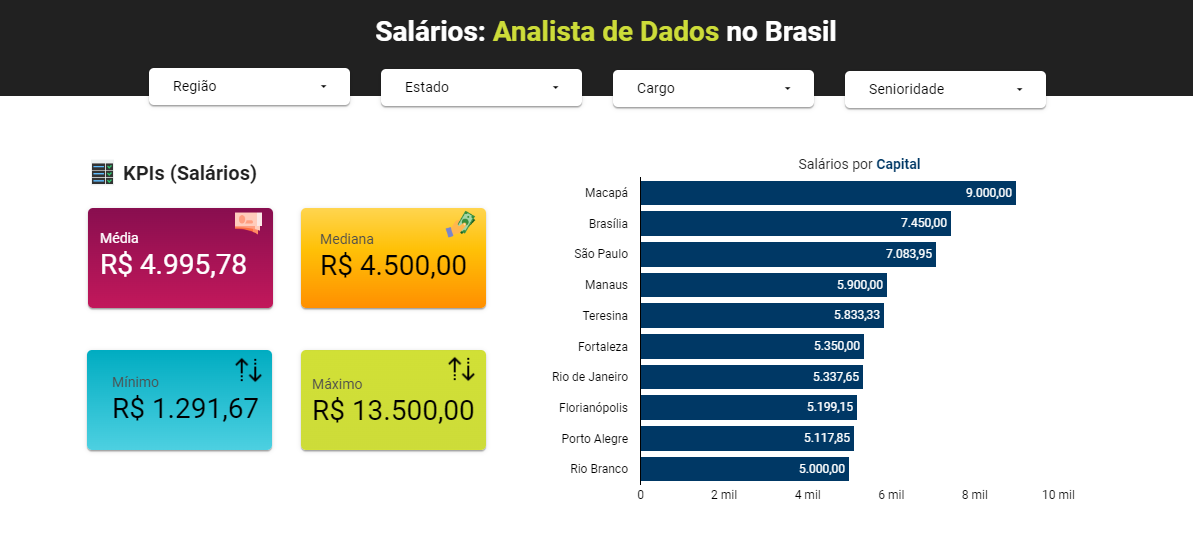 Salários: Analista de Dados no Brasil
Região
Estado
Cargo
Senioridade
KPIs (Salários)
Média
R$ 4.995,78
Mediana
R$ 4.500,00
Mínimo
R$ 1.291,67
Máximo
R$ 13.500,00
Salários por Capital
Macapá 9.000,00
Brasília 7.450,00
São Paulo 7.083,95
Manaus 5.900,00
Teresina 5.833,33
Fortaleza 5.350,00
Rio de Janeiro 5.337,65
Florianópolis 5.199,15
Porto Alegre 5.117,85
Rio Branco 5.000,00
0 2 mil 4 mil 6 mil 8 mil 10 mil